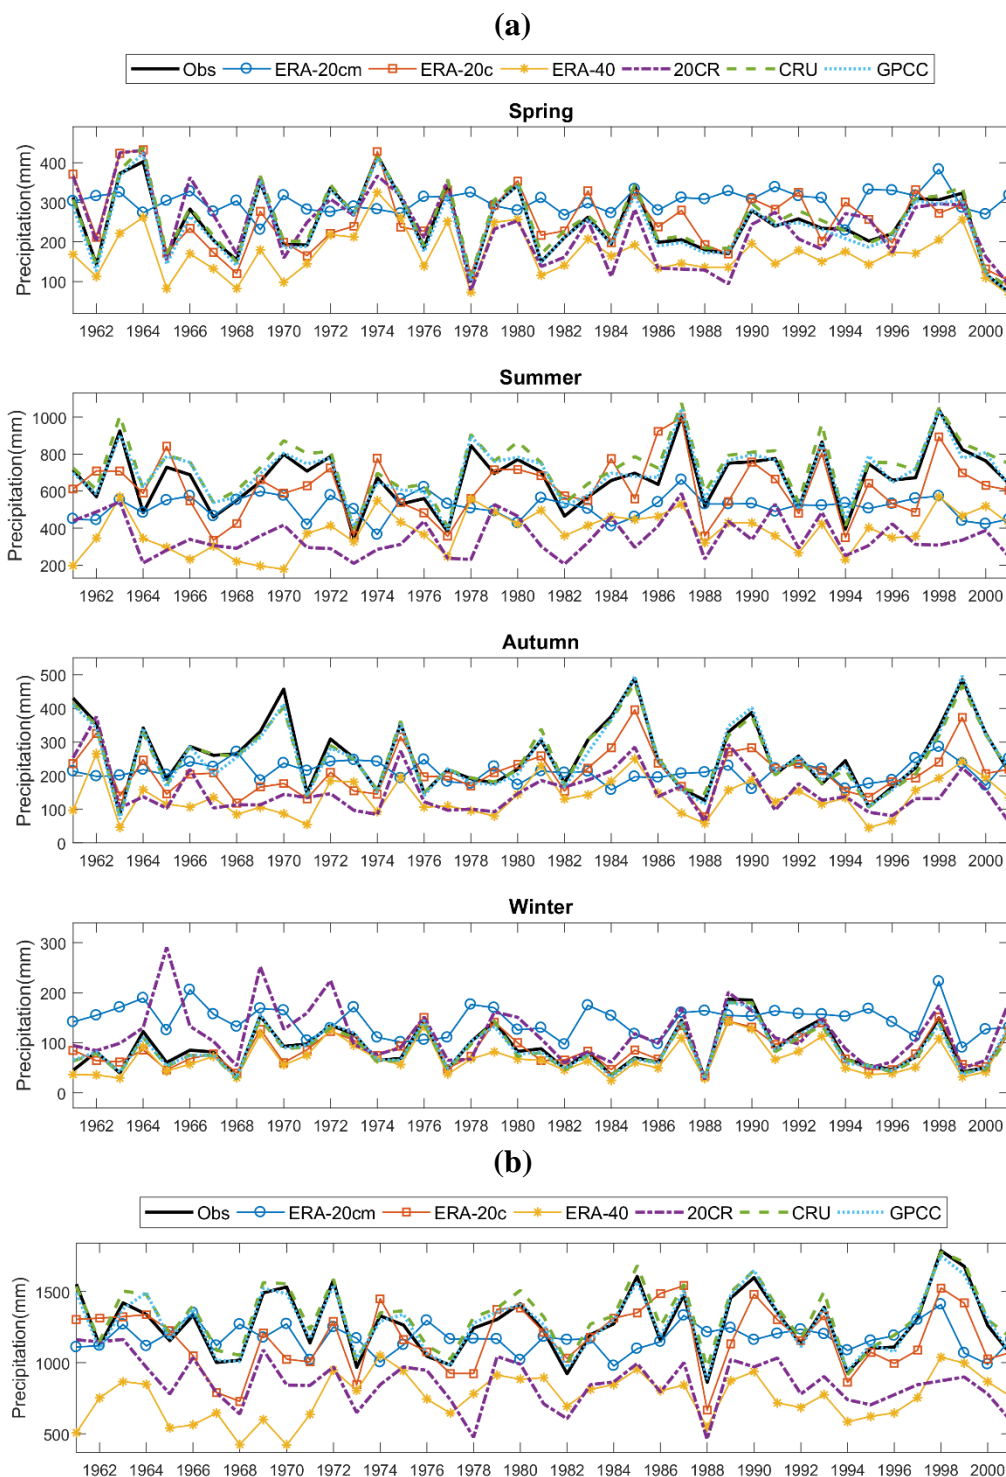 (a)
Obs ERA-20cm ERA-20c ERA-40 20CR CRU GPCC
Spring
Precipitation(mm)
400
300
200
100
1962 1964 1966 1968 1970 1972 1974 1976 1978 1980 1982 1984 1986 1988 1990 1992 1994 1996 1998 2000
Summer
Precipitation(mm)
1000
800
600
400
200
1962 1964 1966 1968 1970 1972 1974 1976 1978 1980 1982 1984 1986 1988 1990 1992 1994 1996 1998 2000
Autumn
Precipitation(mm)
500
400
300
200
100
0
1962 1964 1966 1968 1970 1972 1974 1976 1978 1980 1982 1984 1986 1988 1990 1992 1994 1996 1998 2000
Winter
Precipitation(mm)
300
200
100
0
1962 1964 1966 1968 1970 1972 1974 1976 1978 1980 1982 1984 1986 1988 1990 1992 1994 1996 1998 2000
(b)
Obs ERA-20cm ERA-20c ERA-40 20CR CRU GPCC
Precipitation(mm)
1500
1000
500
1962 1964 1966 1968 1970 1972 1974 1976 1978 1980 1982 1984 1986 1988 1990 1992 1994 1996 1998 2000